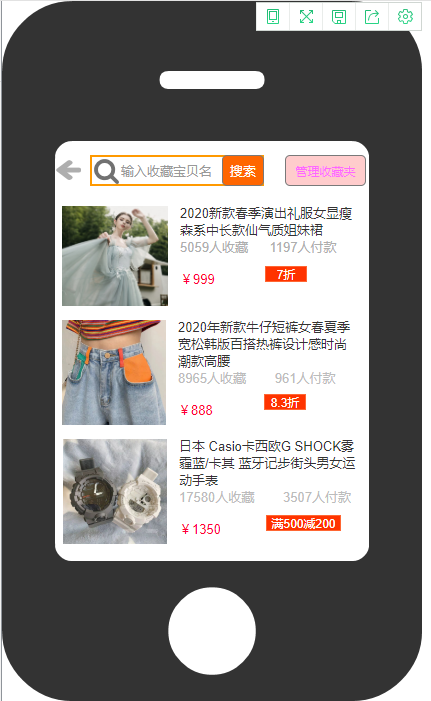 输入收藏宝贝名 搜索 管理收藏夹
2020新款春季演出礼服女显瘦
森系中长款仙气质姐妹裙
5059人收藏 1197人付款
￥999 7折
2020年新款牛仔短裤女春夏季
宽松韩版百搭热裤设计感时尚
潮款高腰
8965人收藏 961人付款
￥888 8.3折
日本 Casio卡西欧G SHOCK雾
霾蓝/卡其 蓝牙记步街头男女运
动手表
17580人收藏 3507人付款
￥1350 满500减200